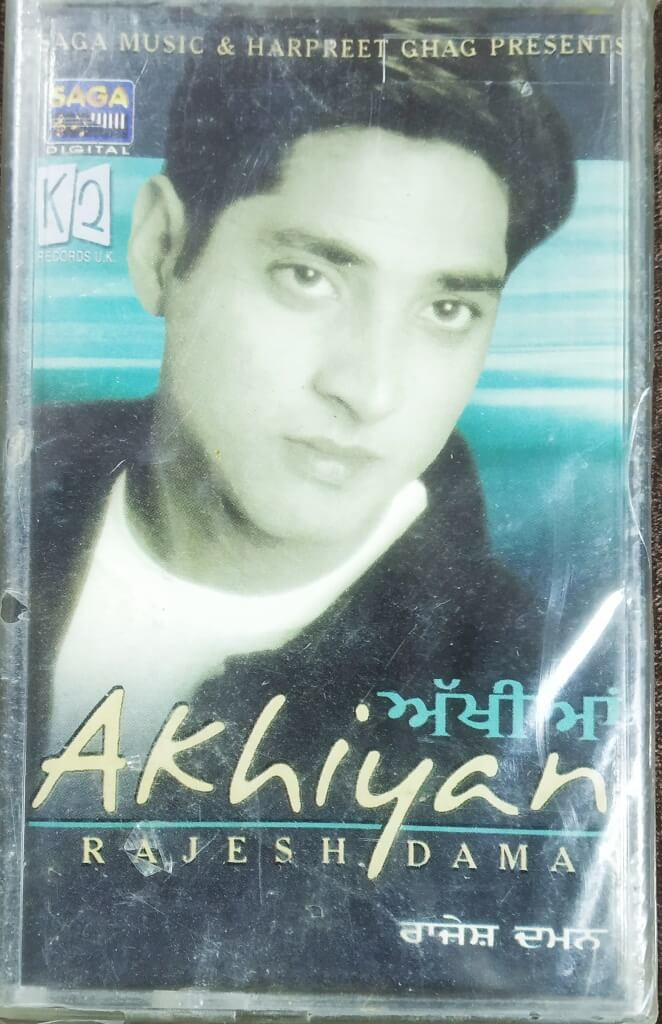 SAGA MUSIC & HARPREET GHAG PRESENTS
SAGA
DIGITAL
K2
RECORDS U.K.
ਅੱਖੀਆਂ
Akhiyan
RAJESH DAMA
ਰਾਜੇਸ਼ ਦਮਨ